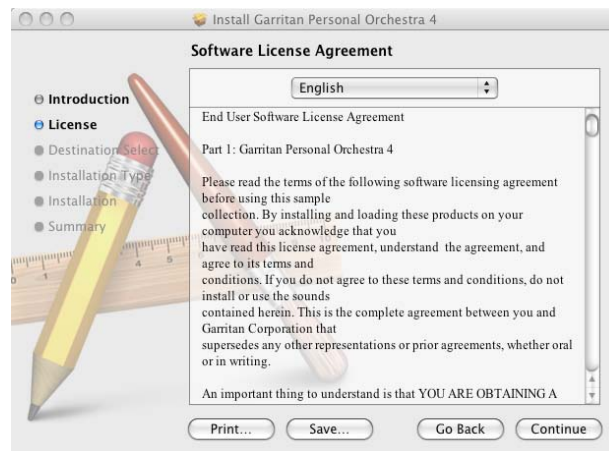 Install Garritan Personal Orchestra 4
Software License Agreement
English
Introduction
License
Destination Select
Installation Type
Installation
Summary
End User Software License Agreement
Part 1: Garritan Personal Orchestra 4
Please read the terms of the following software licensing agreement
before using this sample
collection. By installing and loading these products on your
computer you acknowledge that you
have read this license agreement, understand the agreement, and
agree to its terms and
conditions. If you do not agree to these terms and conditions, do not
install or use the sounds
contained herein. This is the complete agreement between you and
Garritan Corporation that
supersedes any other representations or prior agreements, whether oral
or in writing.
An important thing to understand is that YOU ARE OBTAINING A
0 1 4 5
Print... Save... Go Back Continue